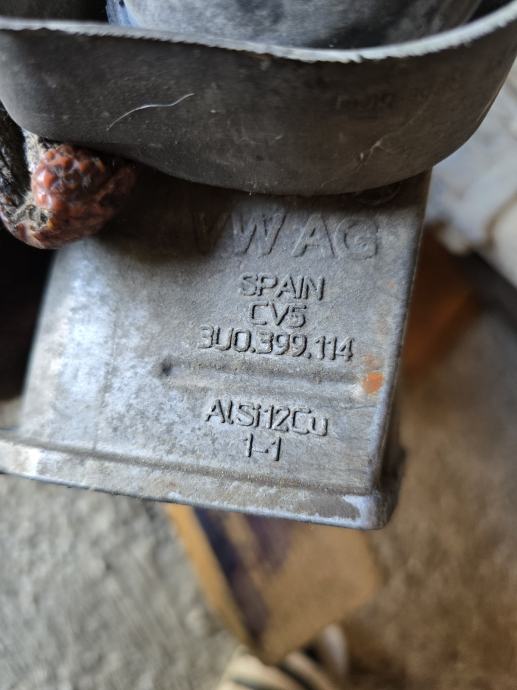 VW AG
SPAIN
CV5
3U0.399.114
AlSi12Cu
1-1